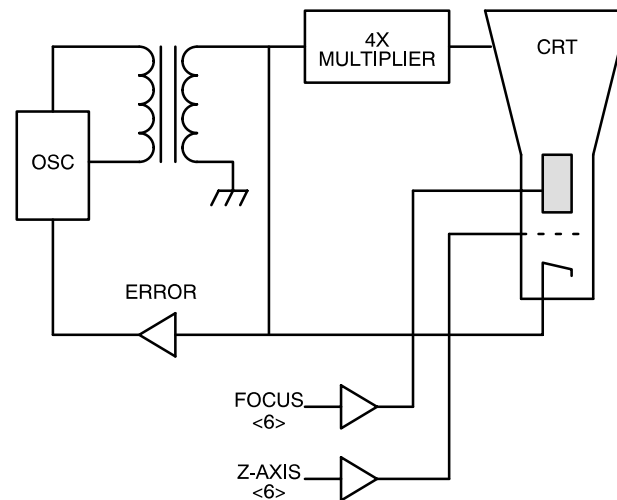 4X
MULTIPLIER
CRT
OSC
ERROR
FOCUS
<6>
Z-AXIS
<6>